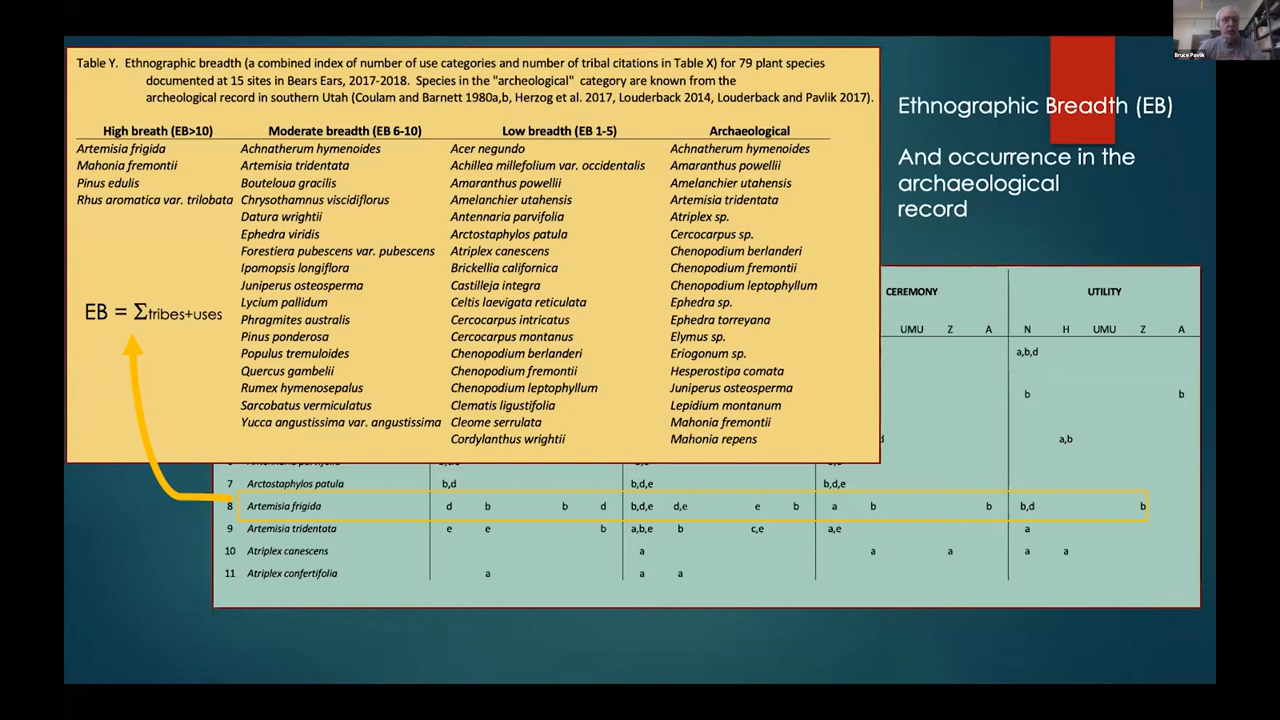 Bruce Pavlik
Table Y. Ethnographic breadth (a combined index of number of use categories and number of tribal citations in Table X) for 79 plant species
documented at 15 sites in Bears Ears, 2017-2018. Species in the "archeological" category are known from the
archeological record in southern Utah (Coulam and Barnett 1980a,b, Herzog et al. 2017, Louderback 2014, Louderback and Pavlik 2017).
High breath (EB>10) Moderate breadth (EB 6-10) Low breadth (EB 1-5) Archaeological
Artemisia frigida Achnatherum hymenoides Acer negundo Achnatherum hymenoides
Mahonia fremontii Artemisia tridentata Achillea millefolium var. occidentalis Amaranthus powellii
Pinus edulis Bouteloua gracilis Amaranthus powellii Amelanchier utahensis
Rhus aromatica var. trilobata Chrysothamnus viscidiflorus Amelanchier utahensis Artemisia tridentata
Datura wrightii Antennaria parvifolia Atriplex sp.
Ephedra viridis Arctostaphylos patula Cercocarpus sp.
Forestiera pubescens var. pubescens Atriplex canescens Chenopodium berlanderi
Ipomopsis longiflora Brickellia californica Chenopodium fremontii
Juniperus osteosperma Castilleja integra Chenopodium leptophyllum
Lycium pallidum Celtis laevigata reticulata Ephedra sp.
Phragmites australis Cercocarpus intricatus Ephedra torreyana
Pinus ponderosa Cercocarpus montanus Elymus sp.
Populus tremuloides Chenopodium berlanderi Eriogonum sp.
Quercus gambelii Chenopodium fremontii Hesperostipa comata
Rumex hymenosepalus Chenopodium leptophyllum Juniperus osteosperma
Sarcobatus vermiculatus Clematis ligustifolia Lepidium montanum
Yucca angustissima var. angustissima Cleome serrulata Mahonia fremontii
Cordylanthus wrightii Mahonia repens
EB = Σtribes+uses
Ethnographic Breadth (EB)
And occurrence in the
archaeological
record
CEREMONY UTILITY
UMU Z A N H UMU Z A
a,b,d
b b
d a,b
7 Arctostaphylos patula b,d b,d,e b,d,e
8 Artemisia frigida d b b d b,d,e d,e e b a b b b,d b
9 Artemisia tridentata e e b a,b,e b c,e a,e a
10 Atriplex canescens a a a a a
11 Atriplex confertifolia a a a